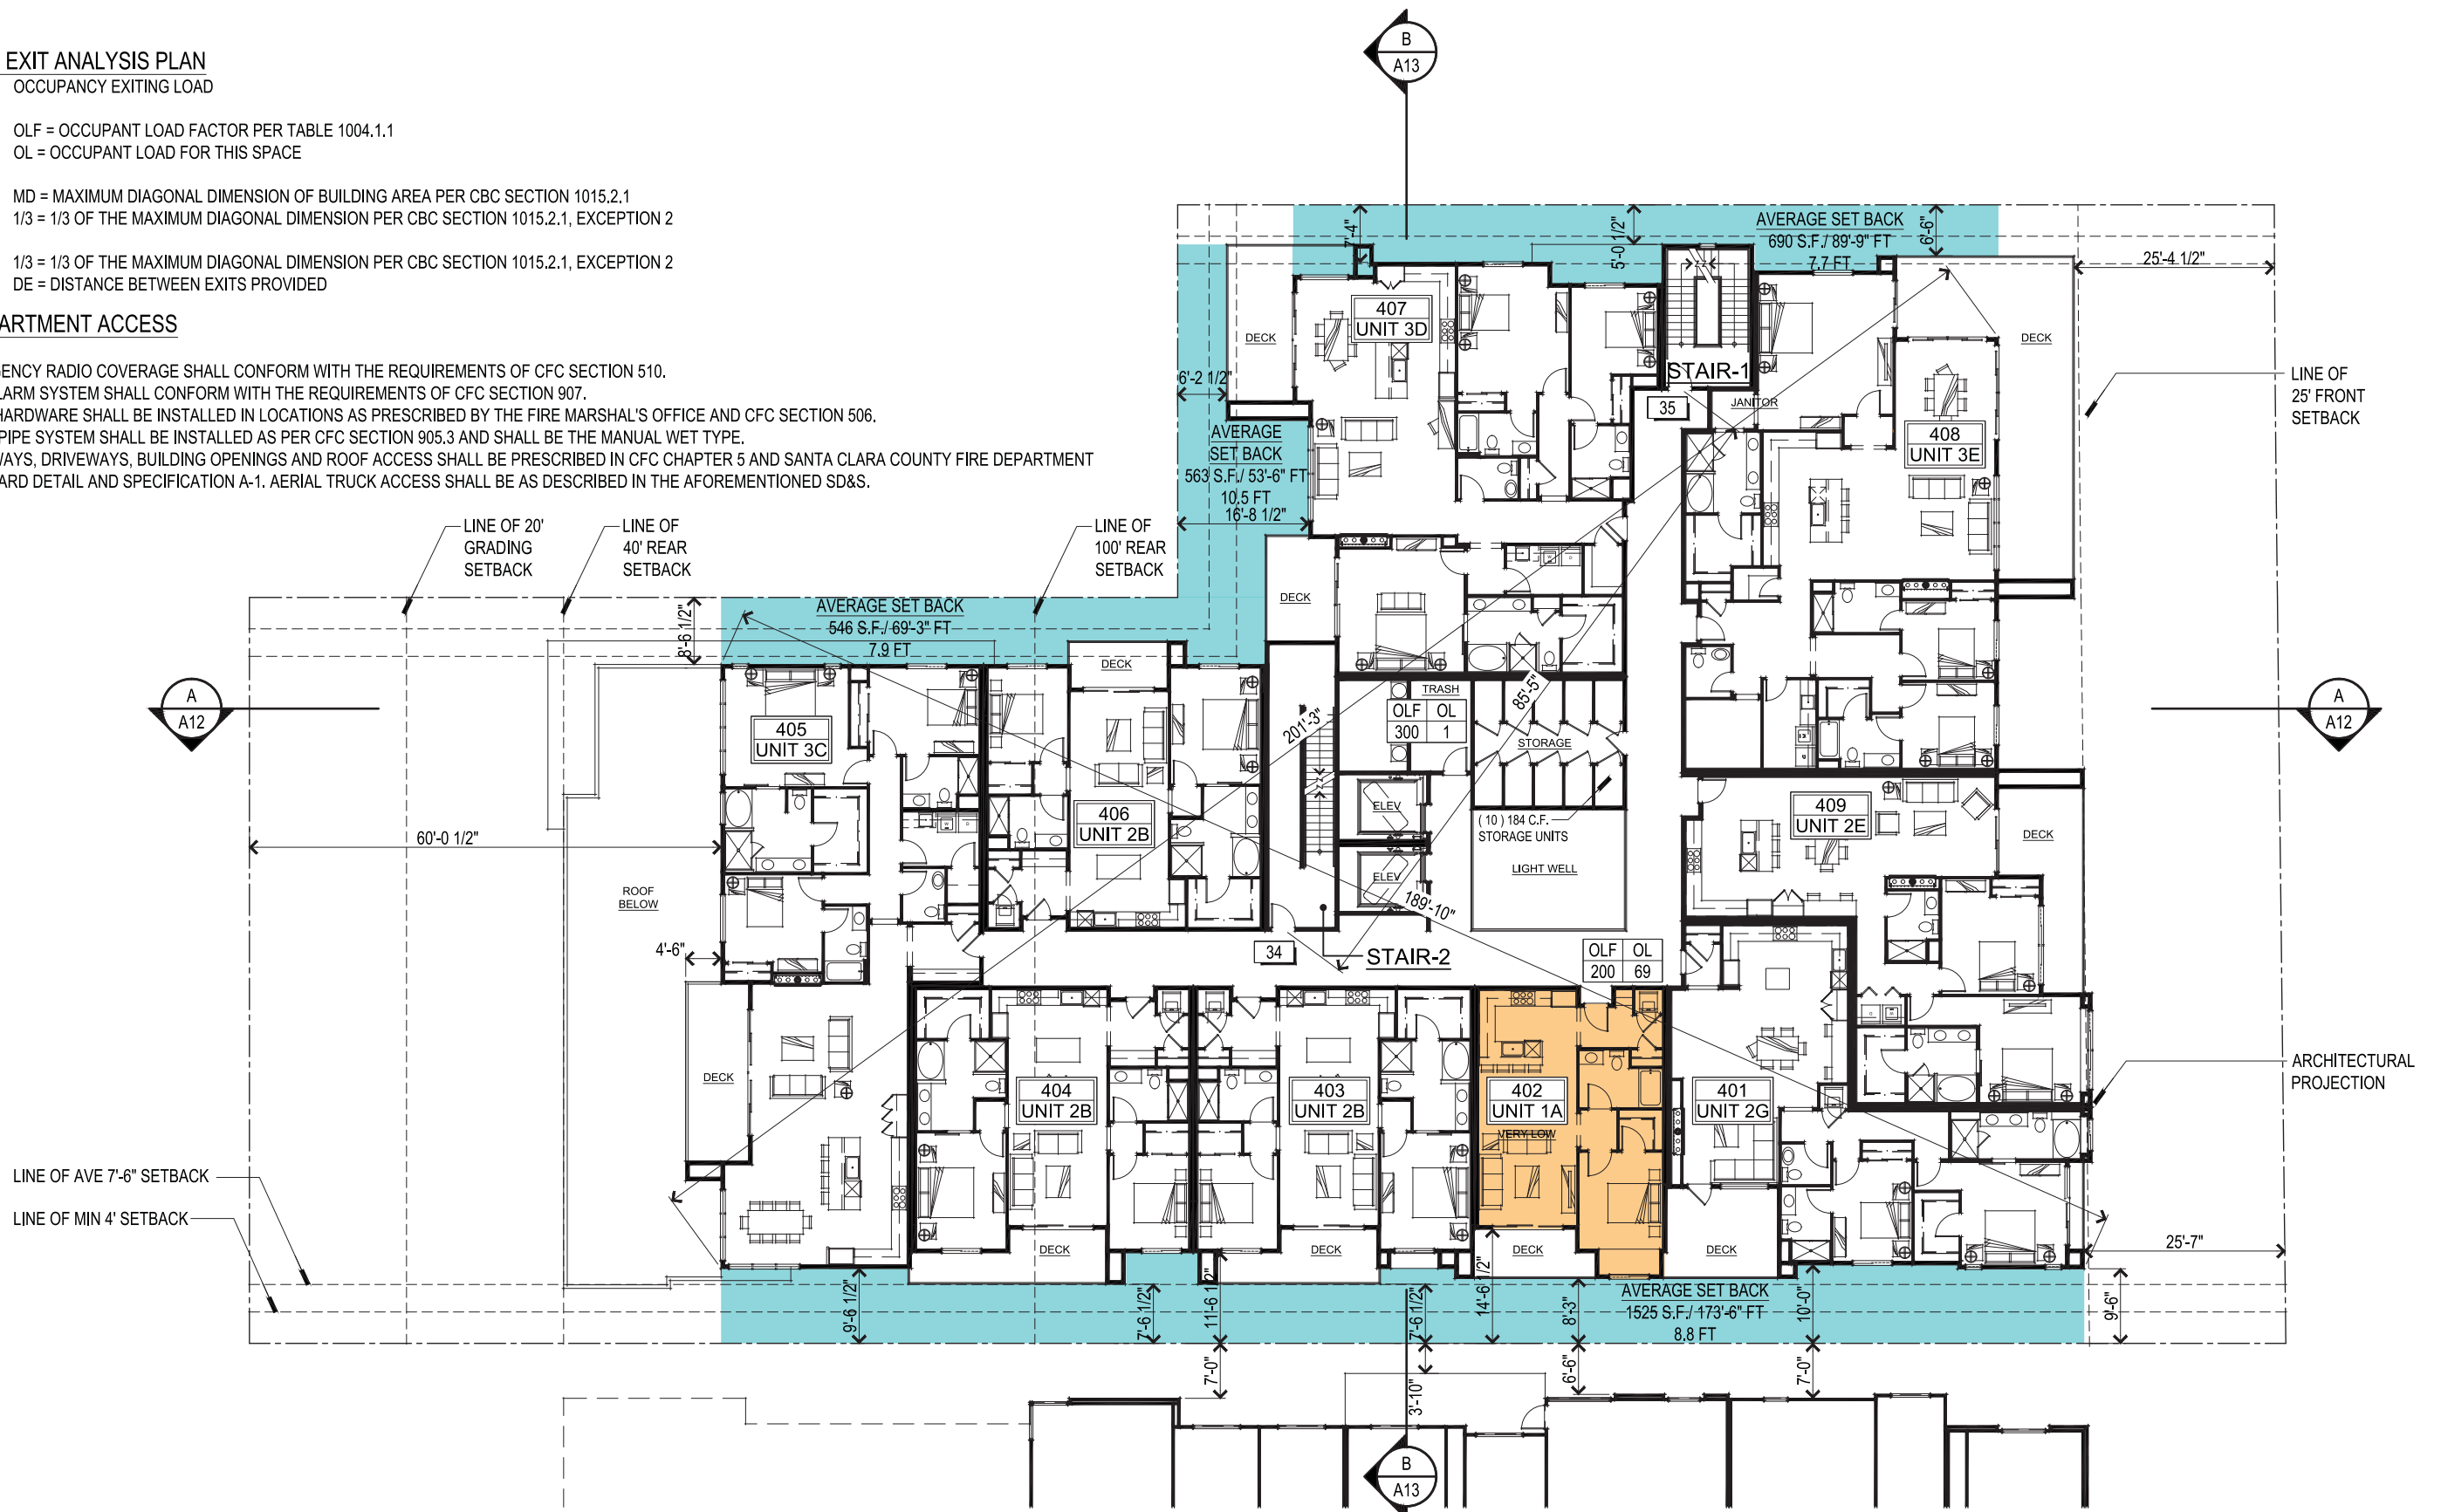 EXIT ANALYSIS PLAN
OCCUPANCY EXITING LOAD
OLF = OCCUPANT LOAD FACTOR PER TABLE 1004.1.1
OL = OCCUPANT LOAD FOR THIS SPACE
MD = MAXIMUM DIAGONAL DIMENSION OF BUILDING AREA PER CBC SECTION 1015.2.1
1/3 = 1/3 OF THE MAXIMUM DIAGONAL DIMENSION PER CBC SECTION 1015.2.1, EXCEPTION 2
1/3 = 1/3 OF THE MAXIMUM DIAGONAL DIMENSION PER CBC SECTION 1015.2.1, EXCEPTION 2
DE = DISTANCE BETWEEN EXITS PROVIDED
ARTMENT ACCESS
ENCY RADIO COVERAGE SHALL CONFORM WITH THE REQUIREMENTS OF CFC SECTION 510.
LARM SYSTEM SHALL CONFORM WITH THE REQUIREMENTS OF CFC SECTION 907.
HARDWARE SHALL BE INSTALLED IN LOCATIONS AS PRESCRIBED BY THE FIRE MARSHAL'S OFFICE AND CFC SECTION 506.
PIPE SYSTEM SHALL BE INSTALLED AS PER CFC SECTION 905.3 AND SHALL BE THE MANUAL WET TYPE.
WAYS, DRIVEWAYS, BUILDING OPENINGS AND ROOF ACCESS SHALL BE PRESCRIBED IN CFC CHAPTER 5 AND SANTA CLARA COUNTY FIRE DEPARTMENT
ARD DETAIL AND SPECIFICATION A-1. AERIAL TRUCK ACCESS SHALL BE AS DESCRIBED IN THE AFOREMENTIONED SD&S.
B
A13
7'-4"
5'-0 1/2"
AVERAGE SET BACK
690 S.F./ 89'-9" FT
7.7 FT
6'-6"
25'-4 1/2"
407
UNIT 3D
DECK
STAIR-1
35
JANITOR
DECK
408
UNIT 3E
LINE OF
25' FRONT
SETBACK
6'-2 1/2"
AVERAGE
SET BACK
563 S.F./ 53'-6" FT
10.5 FT
16'-8 1/2"
LINE OF 20'
GRADING
SETBACK
LINE OF
40' REAR
SETBACK
LINE OF
100' REAR
SETBACK
DECK
AVERAGE SET BACK
546 S.F./ 69'-3" FT
7.9 FT
8'-6 1/2"
DECK
A
A12
405
UNIT 3C
201'-3"
TRASH
OLF OL
300 1
85'-5"
STORAGE
A
A12
406
UNIT 2B
ELEV
( 10 ) 184 C.F.
STORAGE UNITS
409
UNIT 2E
DECK
60'-0 1/2"
ROOF
BELOW
ELEV
LIGHT WELL
189'-10"
4'-6"
34
STAIR-2
OLF OL
200 69
DECK
404
UNIT 2B
403
UNIT 2B
402
UNIT 1A
VERY LOW
401
UNIT 2G
ARCHITECTURAL
PROJECTION
LINE OF AVE 7'-6" SETBACK
LINE OF MIN 4' SETBACK
DECK
DECK
DECK
DECK
25'-7"
9'-6 1/2"
7'-6 1/2"
11'-6 1/2"
7'-6 1/2"
14'-6 1/2"
8'-3"
AVERAGE SET BACK
1525 S.F./ 173'-6" FT
8.8 FT
10'-0"
9'-6"
7'-0"
3'-10"
6'-6"
7'-0"
B
A13